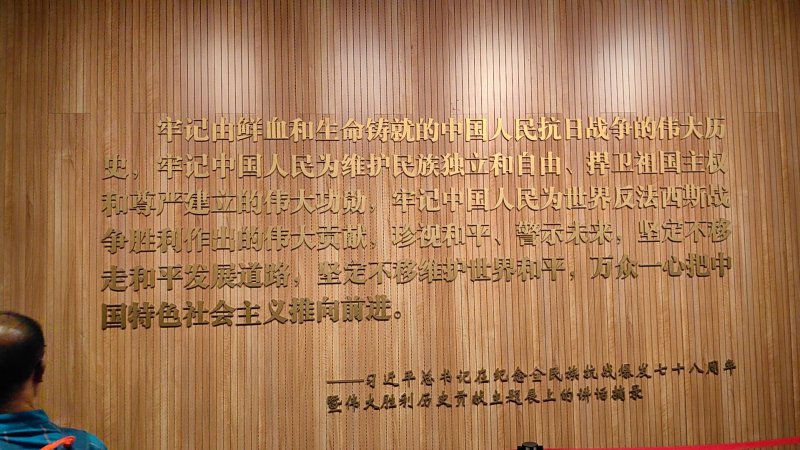 牢记由鲜血和生命铸就的中国人民抗日战争的伟大历
史，牢记中国人民为维护民族独立和自由、捍卫祖国主权
和尊严建立的伟大功勋，牢记中国人民为世界反法西斯战
争胜利作出的伟大贡献，珍视和平、警示未来，坚定不移
走和平发展道路，坚定不移维护世界和平，万众一心把中
国特色社会主义推向前进。
——习近平总书记在纪念全民族抗战爆发七十八周年
暨伟大胜利历史贡献主题展上的讲话摘录